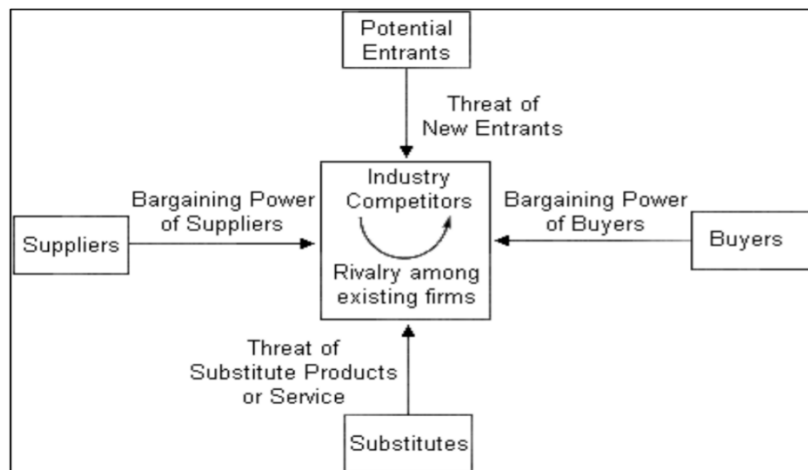 Potential
Entrants
Threat of
New Entrants
Industry
Competitors
Bargaining Power
of Suppliers
Bargaining Power
of Buyers
Suppliers
Buyers
Rivalry among
existing firms
Threat of
Substitute Products
or Service
Substitutes